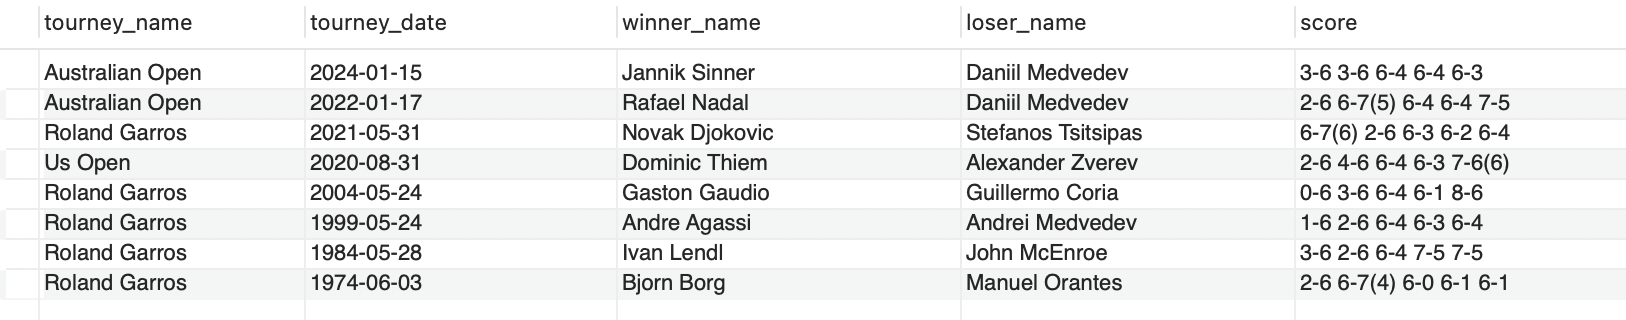 tourney_name tourney_date winner_name loser_name score
Australian Open 2024-01-15 Jannik Sinner Daniil Medvedev 3-6 3-6 6-4 6-4 6-3
Australian Open 2022-01-17 Rafael Nadal Daniil Medvedev 2-6 6-7(5) 6-4 6-4 7-5
Roland Garros 2021-05-31 Novak Djokovic Stefanos Tsitsipas 6-7(6) 2-6 6-3 6-2 6-4
Us Open 2020-08-31 Dominic Thiem Alexander Zverev 2-6 4-6 6-4 6-3 7-6(6)
Roland Garros 2004-05-24 Gaston Gaudio Guillermo Coria 0-6 3-6 6-4 6-1 8-6
Roland Garros 1999-05-24 Andre Agassi Andrei Medvedev 1-6 2-6 6-4 6-3 6-4
Roland Garros 1984-05-28 Ivan Lendl John McEnroe 3-6 2-6 6-4 7-5 7-5
Roland Garros 1974-06-03 Bjorn Borg Manuel Orantes 2-6 6-7(4) 6-0 6-1 6-1